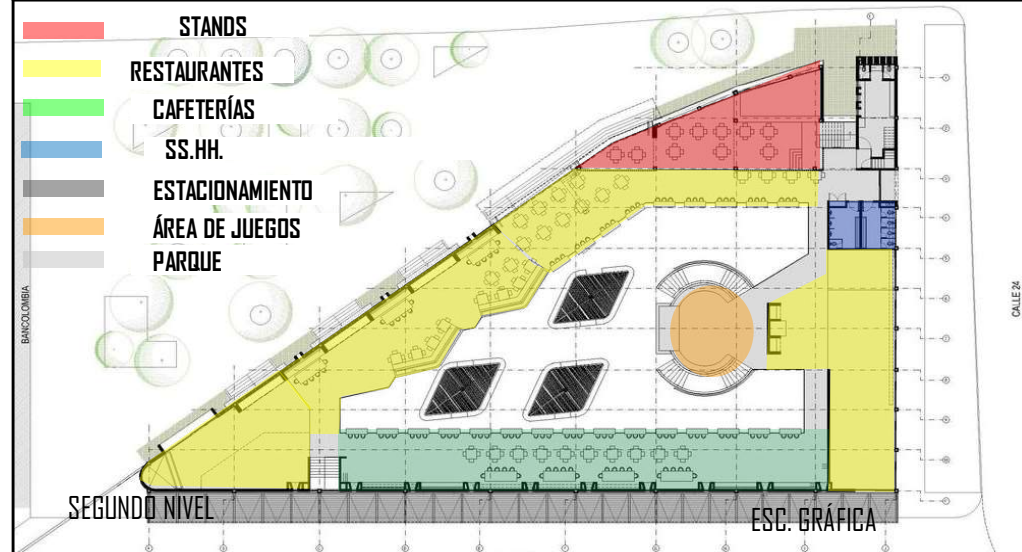 STANDS
RESTAURANTES
CAFETERÍAS
SS.HH.
ESTACIONAMIENTO
ÁREA DE JUEGOS
PARQUE
BANCOLOMBIA
CALLE 24
SEGUNDO NIVEL
ESC. GRÁFICA